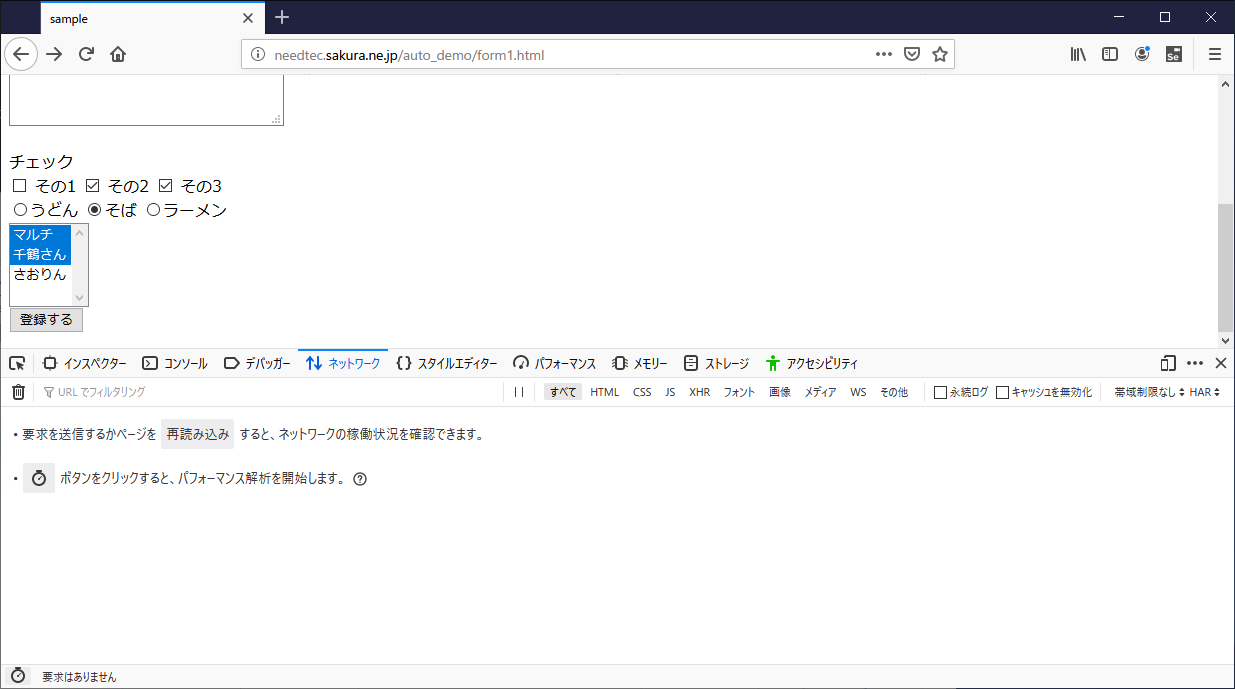 sample
needtec.sakura.ne.jp/auto_demo/form1.html
Se
チェック
その1 その2 その3
うどん そば ラーメン
マルチ
千鶴さん
さおりん
登録する
インスペクター コンソール デバッガー ネットワーク スタイルエディター パフォーマンス メモリー ストレージ アクセシビリティ
URL でフィルタリング すべて HTML CSS JS XHR フォント 画像 メディア WS その他 永続ログ キャッシュを無効化 帯域制限なし HAR
• 要求を送信するかページを 再読み込み すると、ネットワークの稼働状況を確認できます。
• ボタンをクリックすると、パフォーマンス解析を開始します。
要求はありません